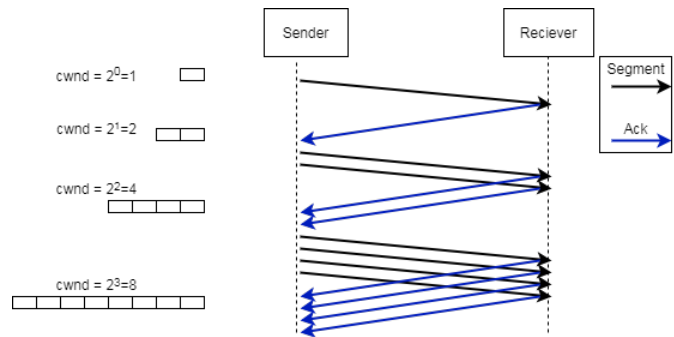 Sender
Reciever
Segment
Ack
cwnd = 2⁰=1
cwnd = 2¹=2
cwnd = 2²=4
cwnd = 2³=8